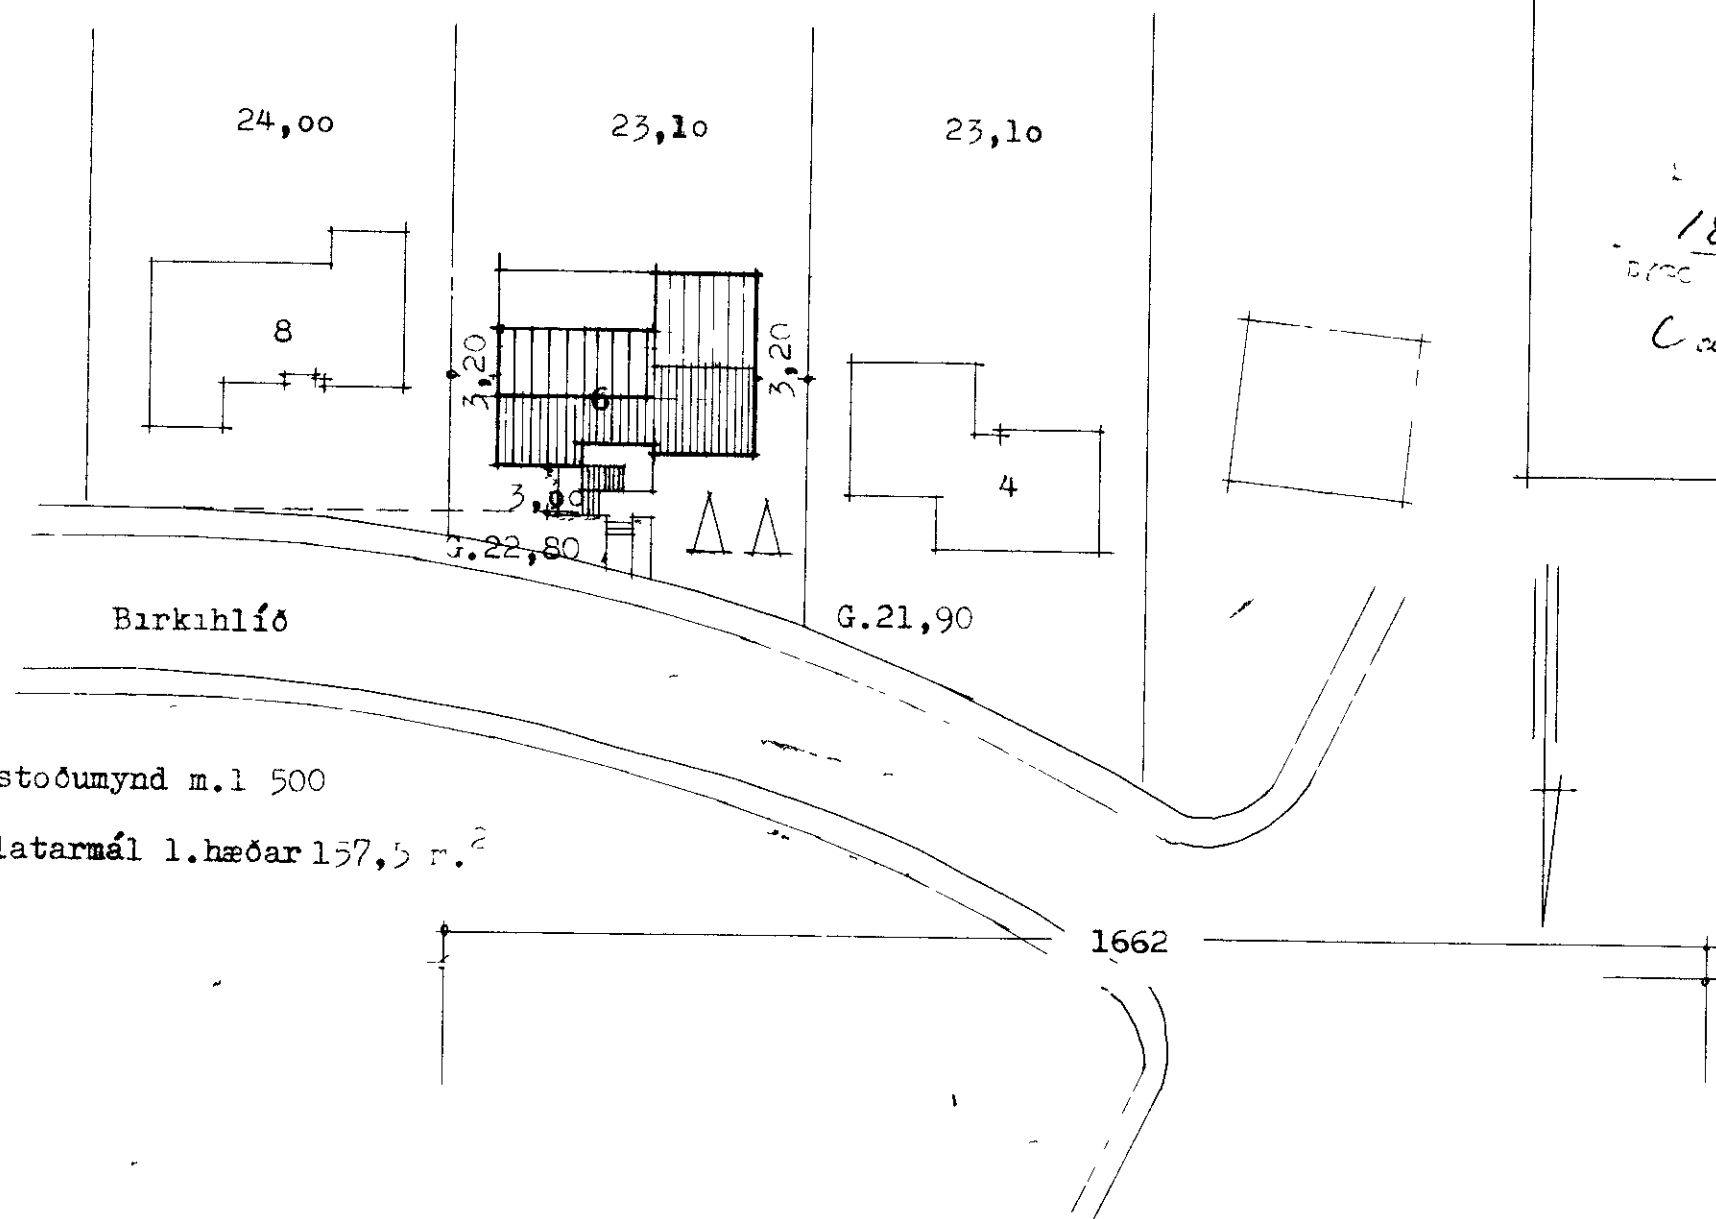 24,00
23,10
23,10
8
3,20
6
3,20
4
3,00
G.22,80
Birkihlíð
G.21,90
stoðumynd m.1 500
latarmál 1.hæðar 157,5 m.²
1662